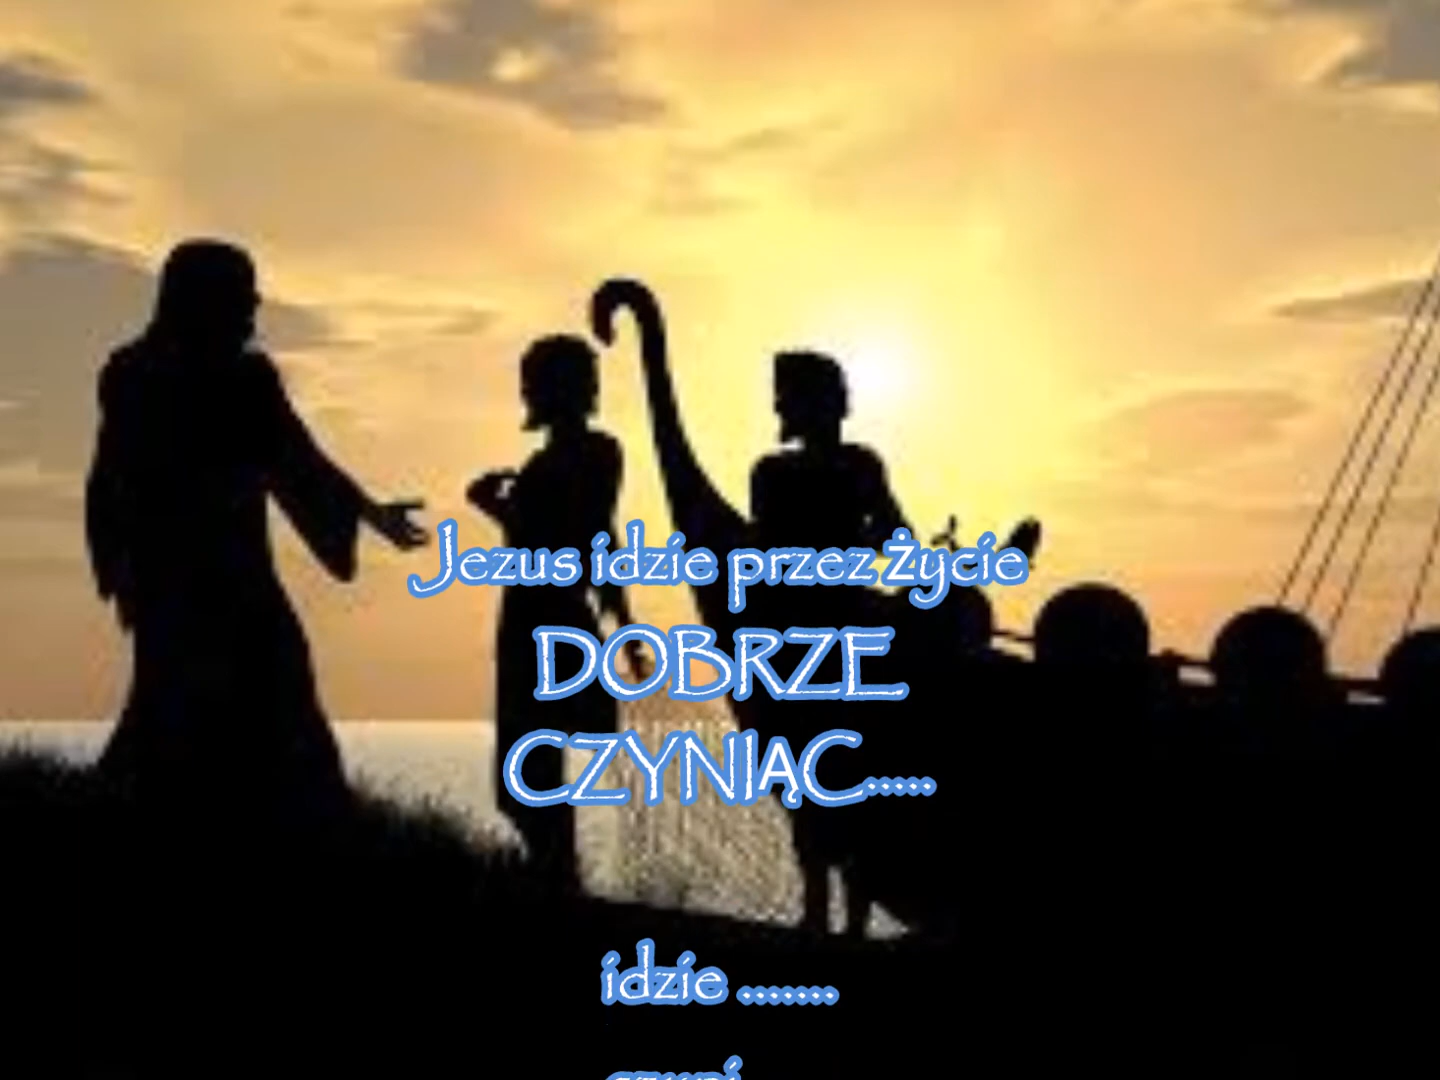 Jezus idzie przez życie
DOBRZE
CZYNIĄC.....
idzie .......